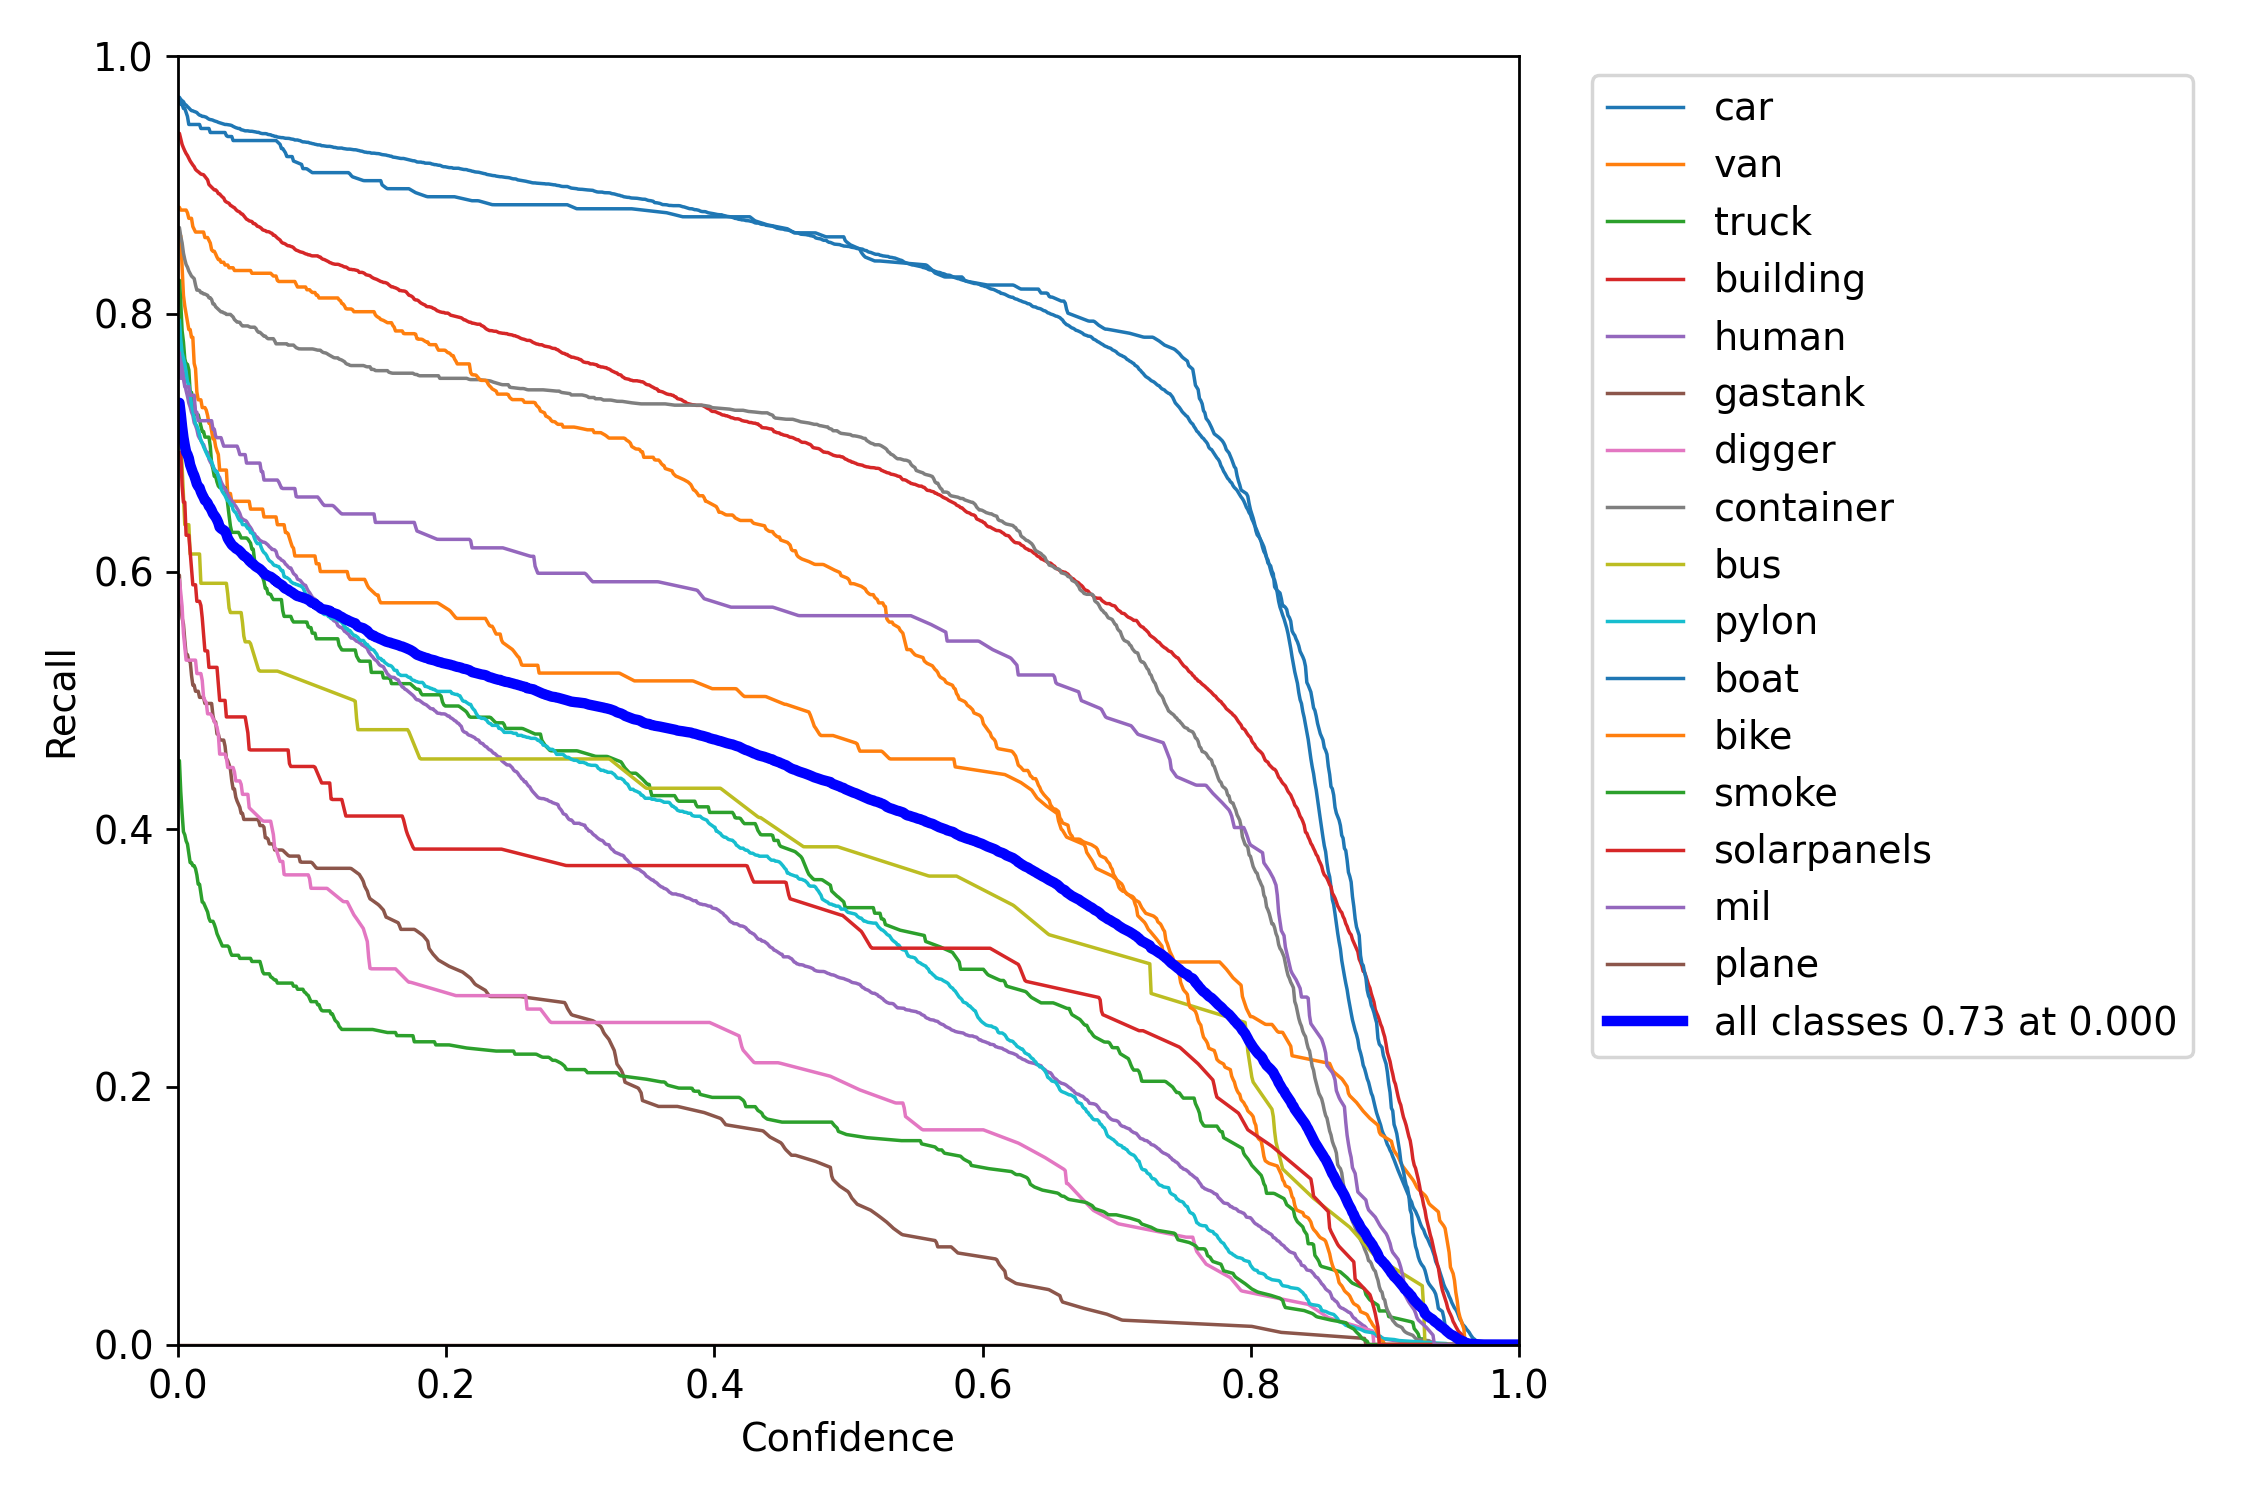 1.0
0.8
0.6
0.4
0.2
0.0
Recall
0.0 0.2 0.4 0.6 0.8 1.0
Confidence
car
van
truck
building
human
gastank
digger
container
bus
pylon
boat
bike
smoke
solarpanels
mil
plane
all classes 0.73 at 0.000